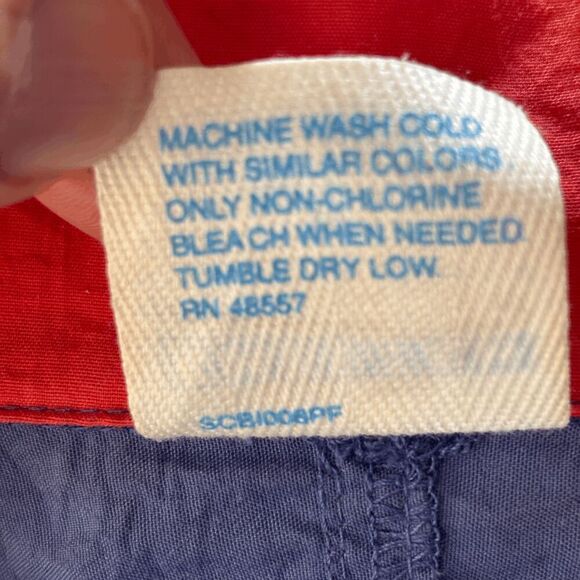 MACHINE WASH COLD
WITH SIMILAR COLORS
ONLY NON-CHLORINE
BLEACH WHEN NEEDED.
TUMBLE DRY LOW.
RN 48557
SCBI006PF